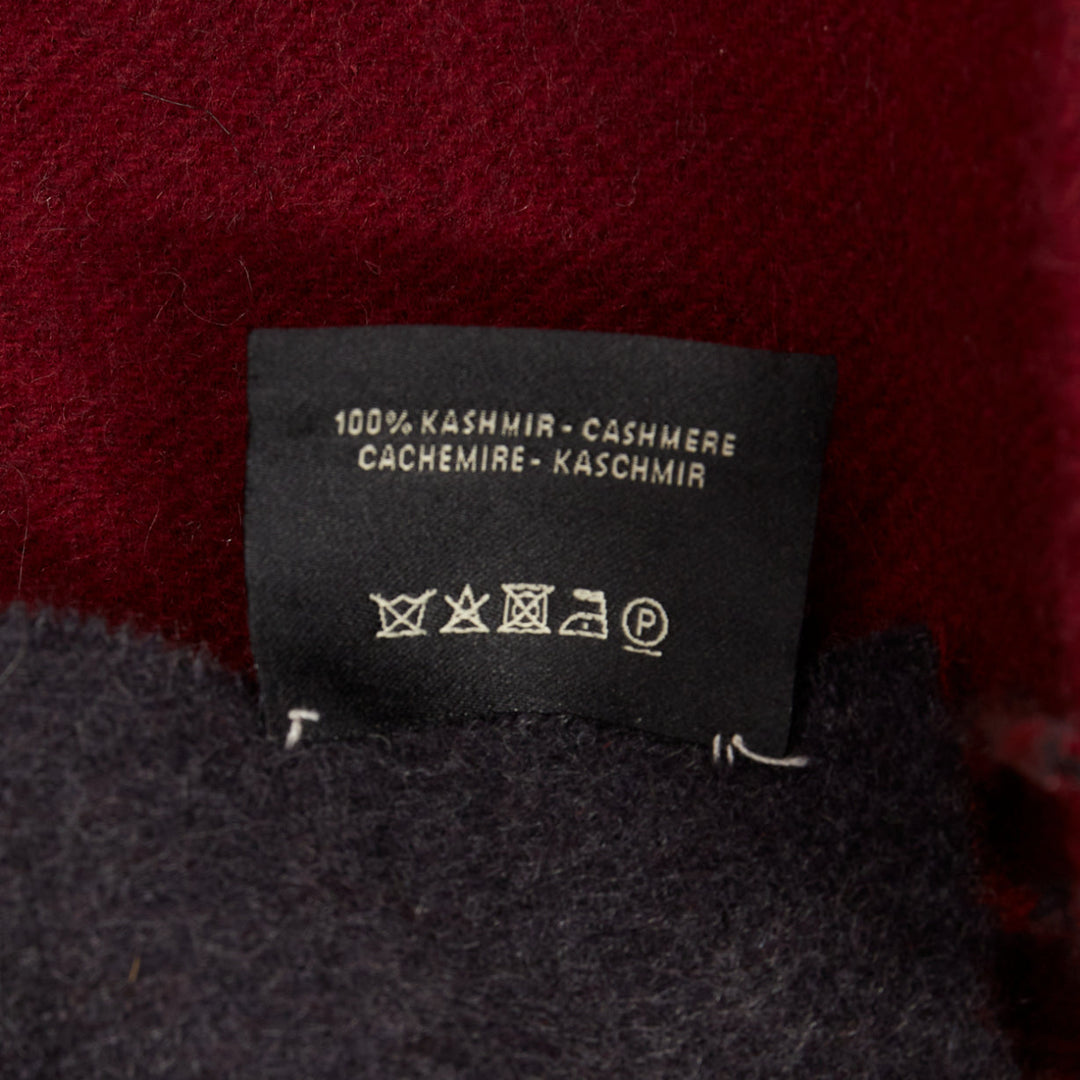 100% KASHMIR - CASHMERE
CACHEMIRE - KASCHMIR
P